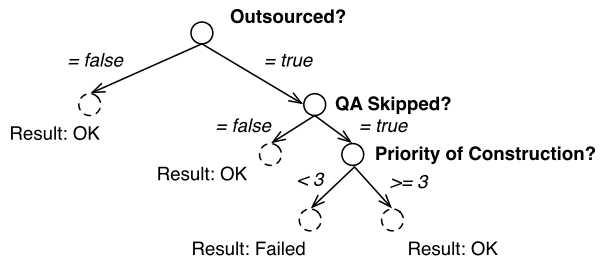 Outsourced?
= false
= true
Result: OK
QA Skipped?
= false
= true
Result: OK
Priority of Construction?
< 3
>= 3
Result: Failed
Result: OK